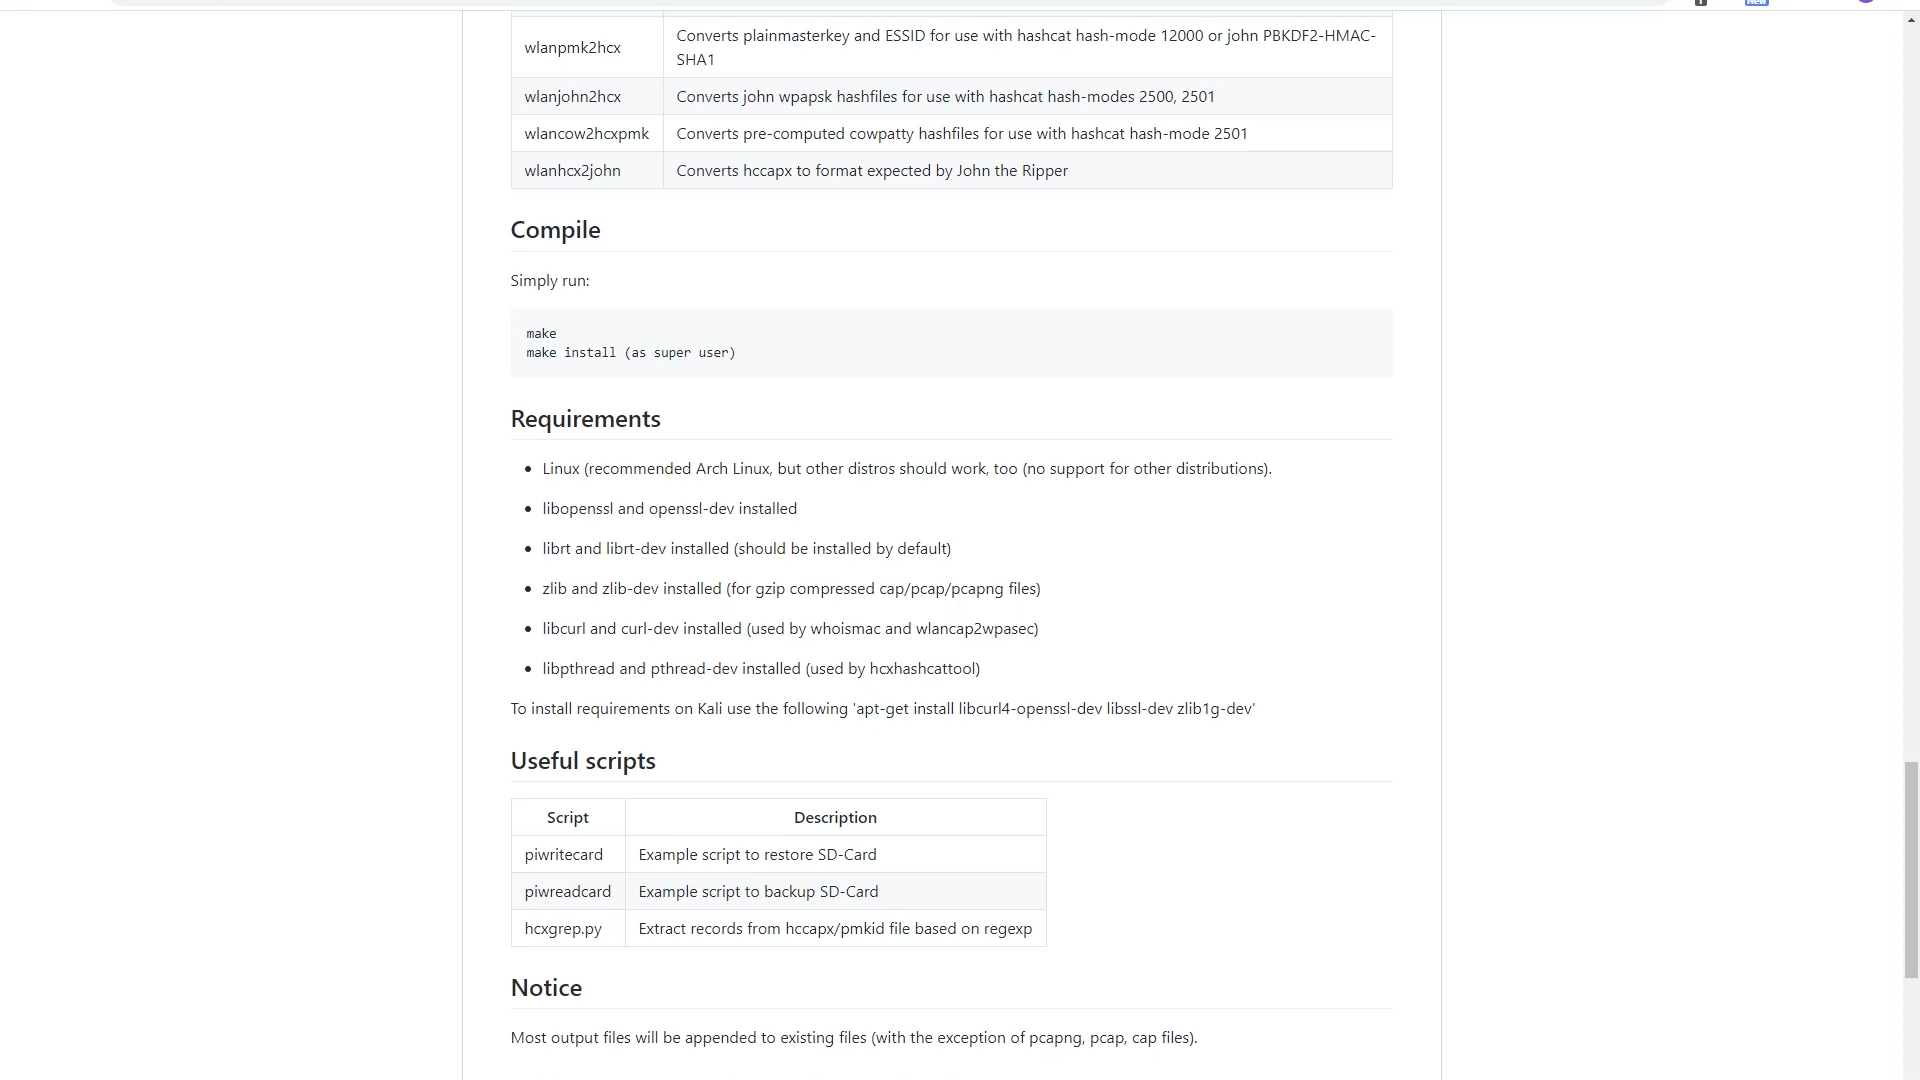 wlanpmk2hcx
Converts plainmasterkey and ESSID for use with hashcat hash-mode 12000 or john PBKDF2-HMAC-
SHA1
wlanjohn2hcx
Converts john wpapsk hashfiles for use with hashcat hash-modes 2500, 2501
wlancow2hcxpmk
Converts pre-computed cowpatty hashfiles for use with hashcat hash-mode 2501
wlanhcx2john
Converts hccapx to format expected by John the Ripper
Compile
Simply run:
make
make install (as super user)
Requirements
Linux (recommended Arch Linux, but other distros should work, too (no support for other distributions).
libopenssl and openssl-dev installed
librt and librt-dev installed (should be installed by default)
zlib and zlib-dev installed (for gzip compressed cap/pcap/pcapng files)
libcurl and curl-dev installed (used by whoismac and wlancap2wpasec)
libpthread and pthread-dev installed (used by hcxhashcattool)
To install requirements on Kali use the following 'apt-get install libcurl4-openssl-dev libssl-dev zlib1g-dev'
Useful scripts
Script
Description
piwritecard
Example script to restore SD-Card
piwreadcard
Example script to backup SD-Card
hcxgrep.py
Extract records from hccapx/pmkid file based on regexp
Notice
Most output files will be appended to existing files (with the exception of pcapng, pcap, cap files).